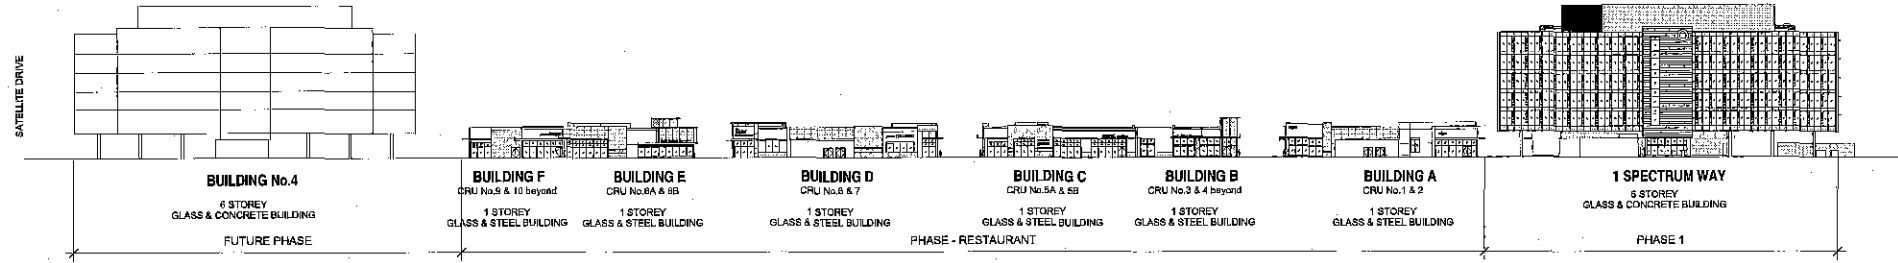 SATELLITE DRIVE
BUILDING No.4
6 STOREY
GLASS & CONCRETE BUILDING
FUTURE PHASE
BUILDING F
CRU No.9 & 10 beyond
1 STOREY
GLASS & STEEL BUILDING
BUILDING E
CRU No.8A & 8B
1 STOREY
GLASS & STEEL BUILDING
BUILDING D
CRU No.6 & 7
1 STOREY
GLASS & STEEL BUILDING
BUILDING C
CRU No.5A & 5B
1 STOREY
GLASS & STEEL BUILDING
BUILDING B
CRU No.3 & 4 beyond
1 STOREY
GLASS & STEEL BUILDING
BUILDING A
CRU No.1 & 2
1 STOREY
GLASS & STEEL BUILDING
PHASE - RESTAURANT
1 SPECTRUM WAY
6 STOREY
GLASS & CONCRETE BUILDING
PHASE 1